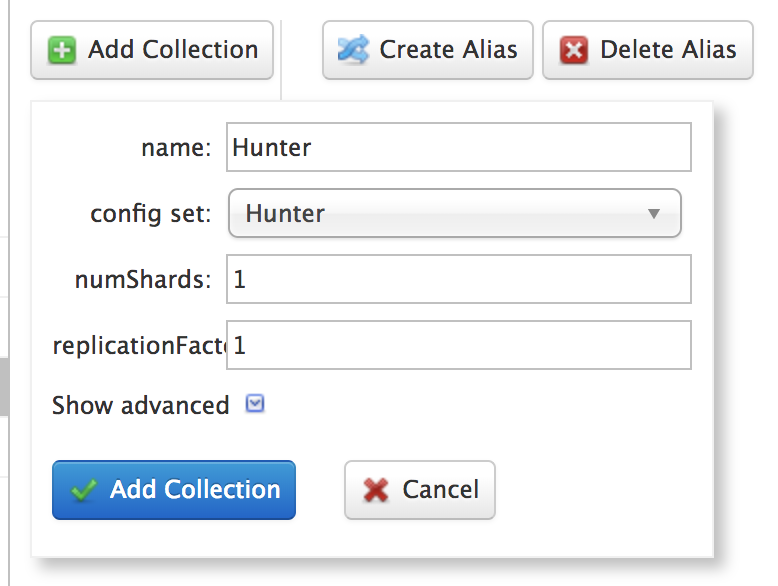 Add Collection Create Alias Delete Alias
name: Hunter
config set: Hunter
numShards: 1
replicationFacto 1
Show advanced
Add Collection Cancel